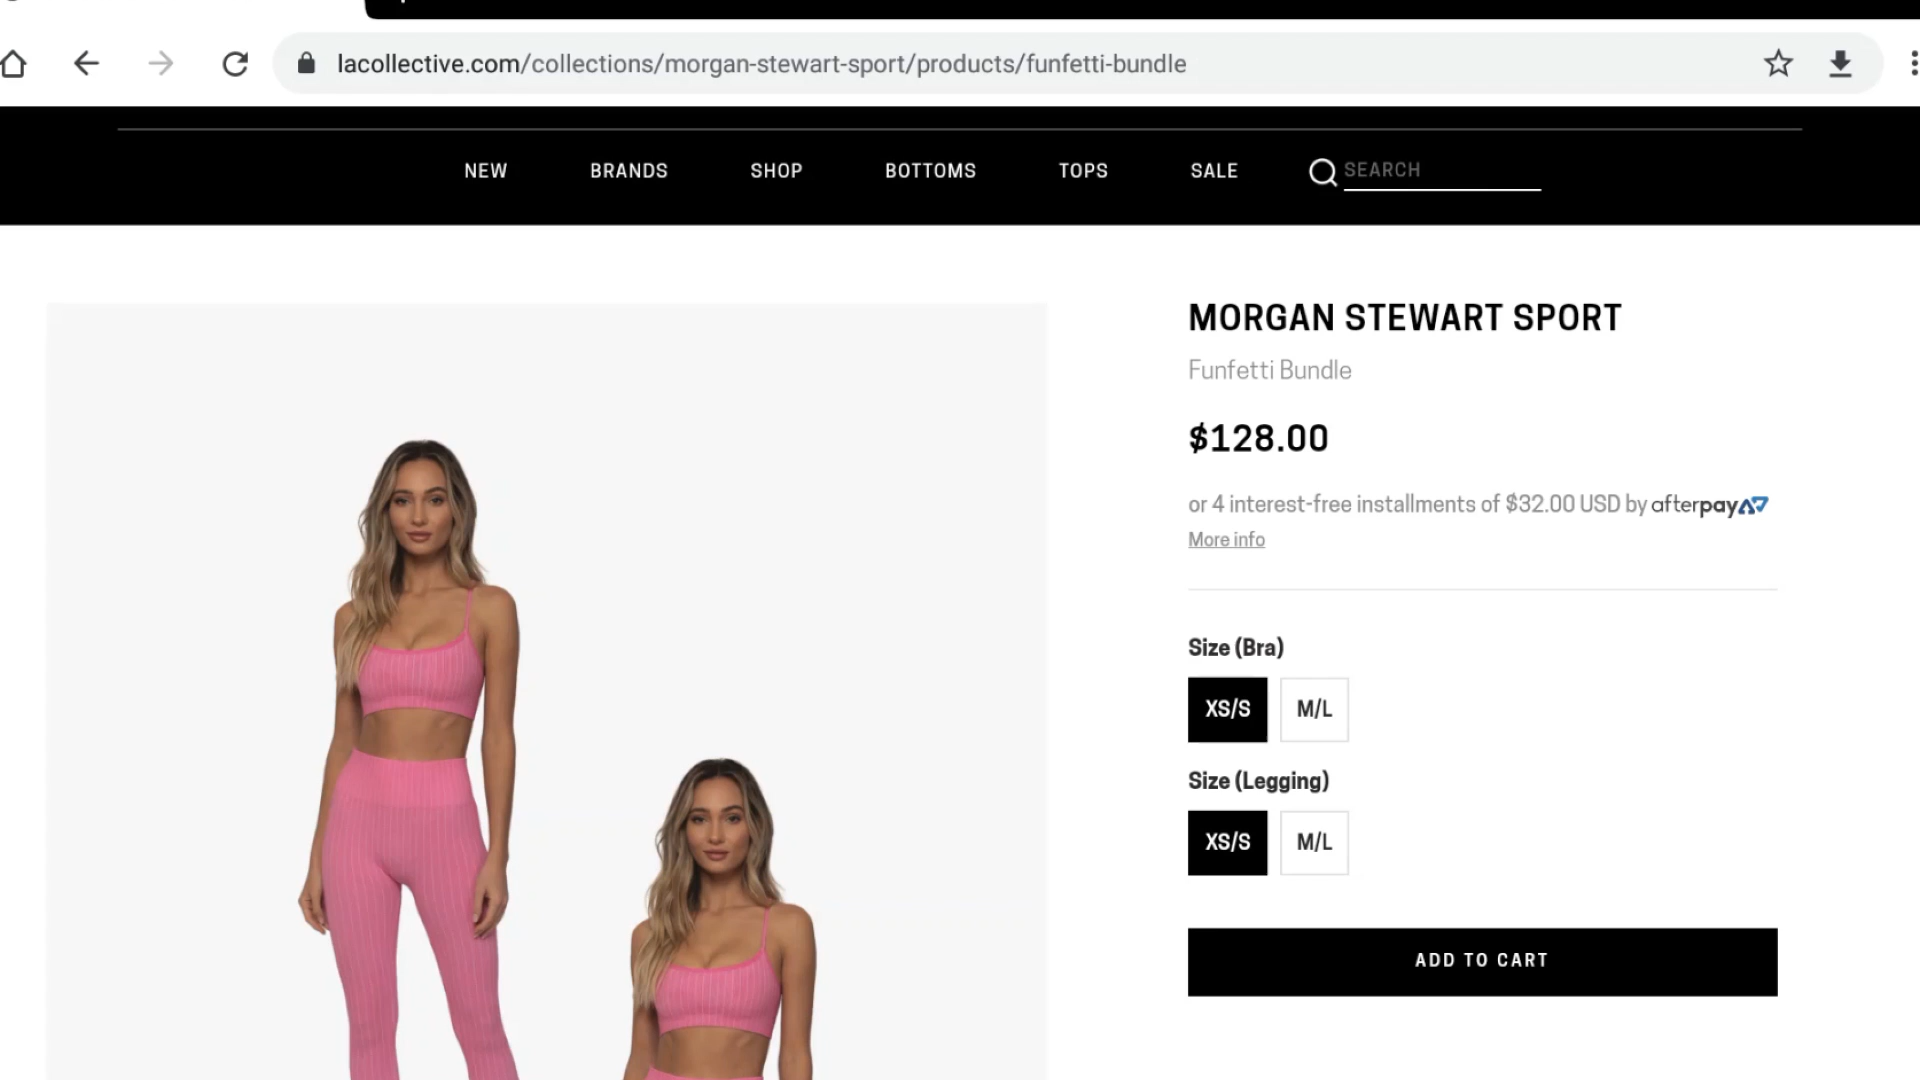 lacollective.com/collections/morgan-stewart-sport/products/funfetti-bundle
NEW BRANDS SHOP BOTTOMS TOPS SALE SEARCH
MORGAN STEWART SPORT
Funfetti Bundle
$128.00
or 4 interest-free installments of $32.00 USD by afterpay
More info
Size (Bra)
XS/S M/L
Size (Legging)
XS/S M/L
ADD TO CART